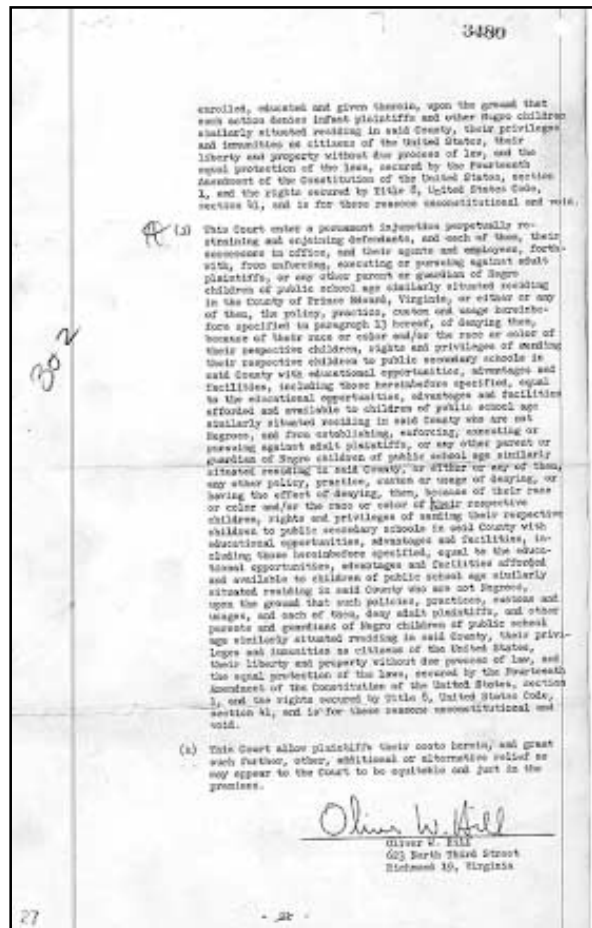 3480
enrolled, educated and given therein, upon the ground that
such action denies infant plaintiffs and other Negro children
similarly situated residing in said County, their privileges
and immunities as citizens of the United States, their
liberty and property without due process of law, and the
equal protection of the laws, secured by the Fourteenth
Amendment of the Constitution of the United States, section
1, and the rights secured by Title 8, United States Code,
section 41, and is for these reasons unconstitutional and void.
This Court enter a permanent injunction perpetually re-
straining and enjoining defendants, and each of them, their
successors in office, and their agents and employees, forth-
with, from enforcing, executing or pursuing against adult
plaintiffs, or any other parent or guardian of Negro
children of public school age similarly situated residing
in the County of Prince Edward, Virginia, or either or any
of them, the policy, practice, custom and usage hereinbe-
fore specified in paragraph 13 hereof, of denying them,
because of their race or color and/or the race or color of
their respective children, rights and privileges of sending
their respective children to public secondary schools in
said County with educational opportunities, advantages and
facilities, including those hereinbefore specified, equal
to the educational opportunities, advantages and facilities
afforded and available to children of public school age
similarly situated residing in said County who are not
Negroes, and from establishing, enforcing, executing or
pursuing against adult plaintiffs, or any other parent or
guardian of Negro children of public school age similarly
situated residing in said County, or either or any of them,
any other policy, practice, custom or usage of denying, or
having the effect of denying, them, because of their race
or color and/or the race or color of their respective
children, rights and privileges of sending their respective
children to public secondary schools in said County with
educational opportunities, advantages and facilities, in-
cluding those hereinbefore specified, equal to the educa-
tional opportunities, advantages and facilities afforded
and available to children of public school age similarly
situated residing in said County who are not Negroes,
upon the ground that such policies, practices, customs and
usages, and each of them, deny adult plaintiffs, and other
parents and guardians of Negro children of public school
age similarly situated residing in said County, their privi-
leges and immunities as citizens of the United States,
their liberty and property without due process of law, and
the equal protection of the laws, secured by the Fourteenth
Amendment of the Constitution of the United States, section
1, and the rights secured by Title 8, United States Code,
section 41, and is for these reasons unconstitutional and
void.
302
This Court allow plaintiffs their costs herein, and grant
such further, other, additional or alternative relief as
may appear to the Court to be equitable and just in the
premises.
Oliver W. Hill
Oliver W. Hill
623 North Third Street
Richmond 19, Virginia
27